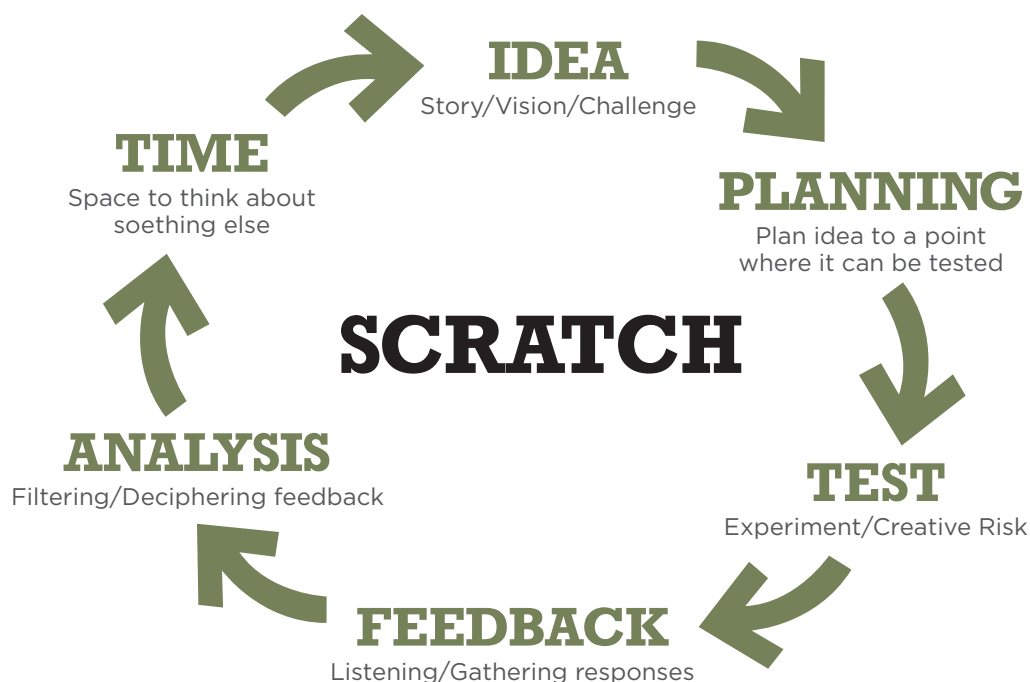 IDEA
Story/Vision/Challenge
PLANNING
Plan idea to a point
where it can be tested
TEST
Experiment/Creative Risk
FEEDBACK
Listening/Gathering responses
ANALYSIS
Filtering/Deciphering feedback
TIME
Space to think about
soething else
SCRATCH